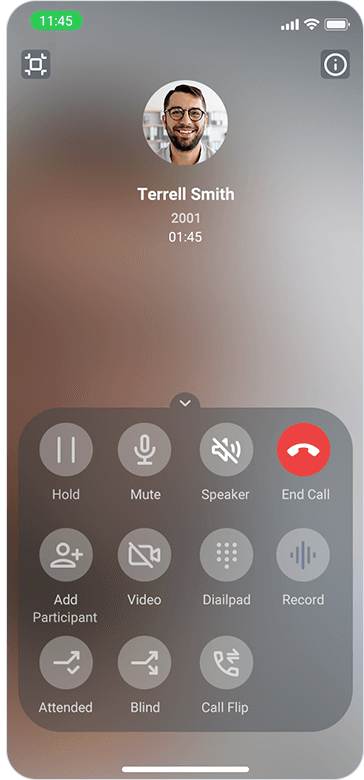 11:45
Terrell Smith
2001
01:45
Hold
Mute
Speaker
End Call
Add
Participant
Video
Dailpad
Record
Attended
Blind
Call Flip